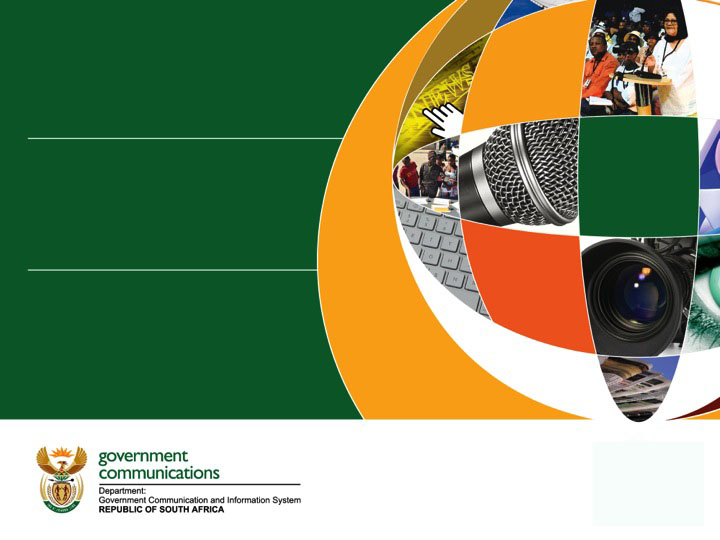 government
communications
Department:
Government Communication and Information System
REPUBLIC OF SOUTH AFRICA